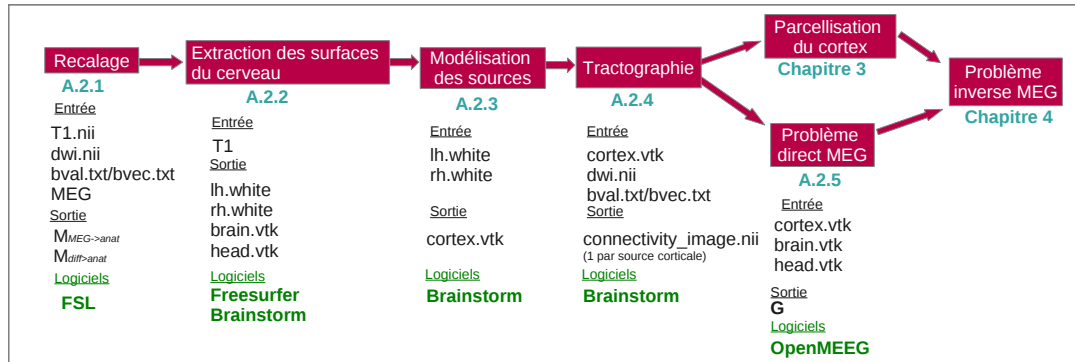 Recalage
A.2.1
Entrée
T1.nii
dwi.nii
bval.txt/bvec.txt
MEG
Sortie
MMEG->anat
Mdiff>anat
Logiciels
FSL
Extraction des surfaces
du cerveau
A.2.2
Entrée
T1
Sortie
lh.white
rh.white
brain.vtk
head.vtk
Logiciels
Freesurfer
Brainstorm
Modélisation
des sources
A.2.3
Entrée
lh.white
rh.white
Sortie
cortex.vtk
Logiciels
Brainstorm
Tractographie
A.2.4
Entrée
cortex.vtk
dwi.nii
bval.txt/bvec.txt
Sortie
connectivity_image.nii
(1 par source corticale)
Logiciels
Brainstorm
Parcellisation
du cortex
Chapitre 3
Problème
direct MEG
A.2.5
Entrée
cortex.vtk
brain.vtk
head.vtk
Sortie
G
Logiciels
OpenMEEG
Problème
inverse MEG
Chapitre 4